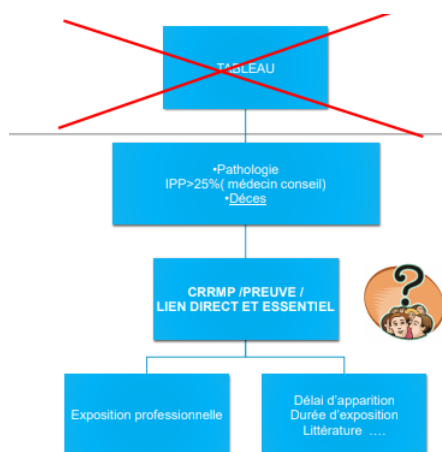 TABLEAU
•Pathologie
IPP>25%( médecin conseil)
•Déces
CRRMP /PREUVE /
LIEN DIRECT ET ESSENTIEL
Exposition professionnelle
Délai d'apparition
Durée d'exposition
Littérature ....